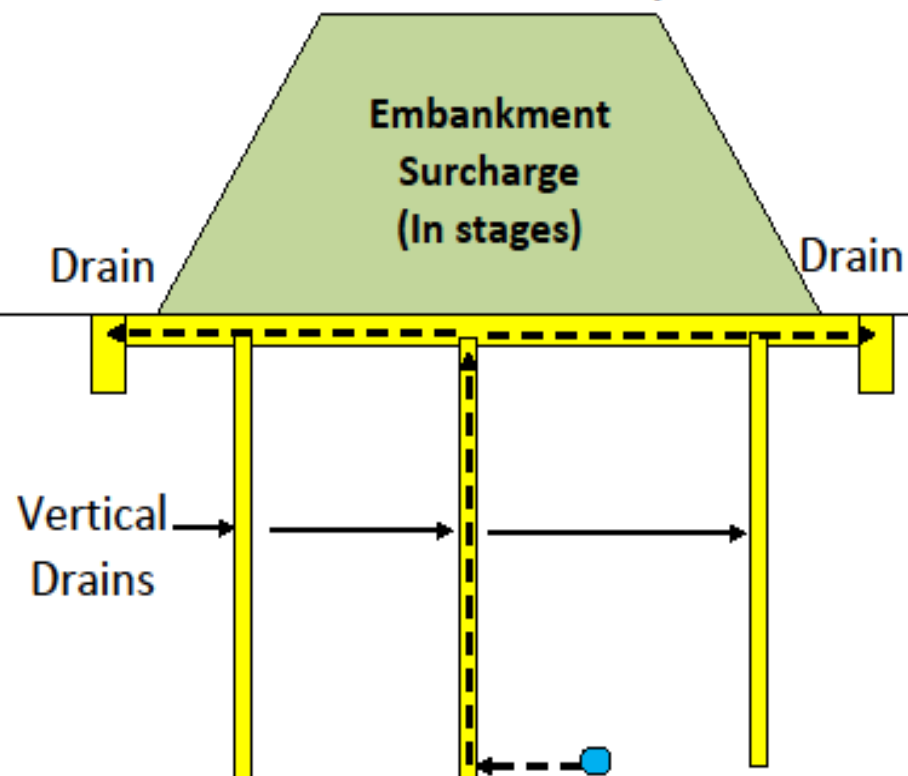 Embankment
Surcharge
(In stages)
Drain
Drain
Vertical
Drains